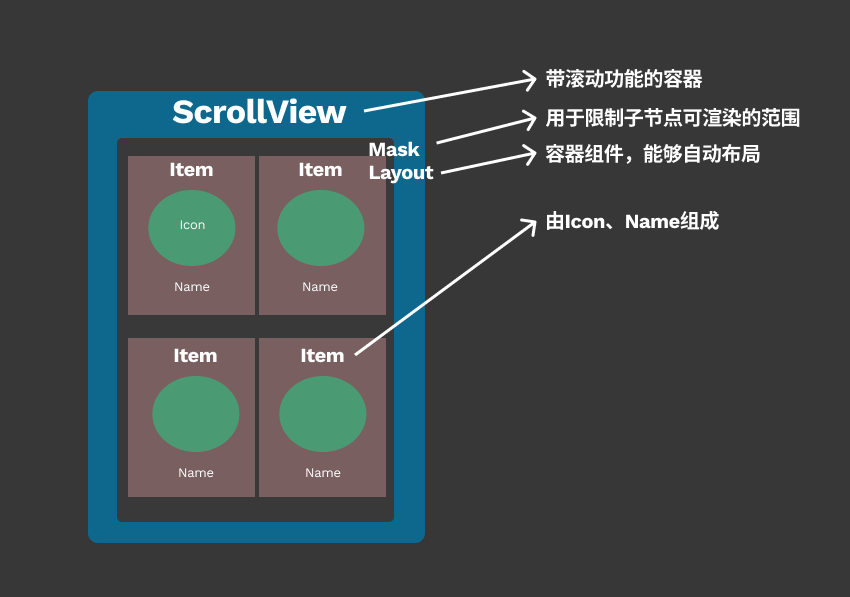 ScrollView
带滚动功能的容器
Mask
用于限制子节点可渲染的范围
Layout
容器组件，能够自动布局
Item
Item
Icon
由Icon、Name组成
Name
Name
Item
Item
Name
Name